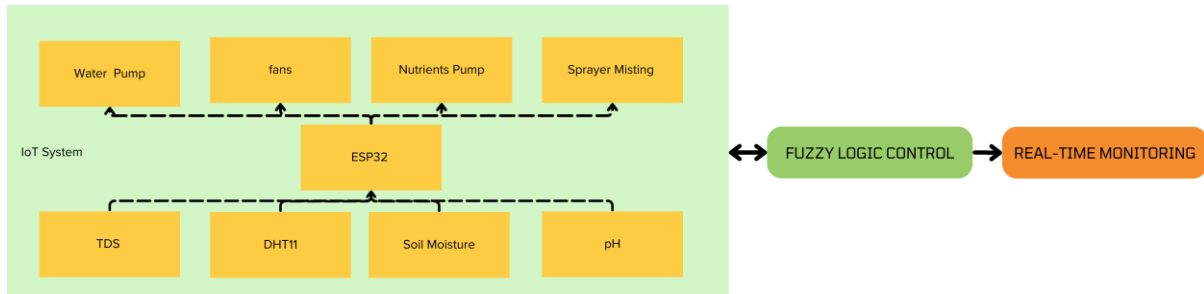 Water Pump
fans
Nutrients Pump
Sprayer Misting
IoT System
ESP32
FUZZY LOGIC CONTROL
REAL-TIME MONITORING
TDS
DHT11
Soil Moisture
pH